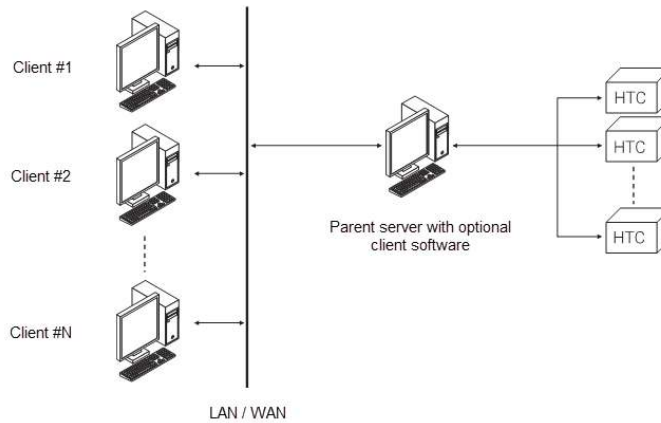 Client #1
HTC
HTC
Client #2
Parent server with optional
client software
HTC
Client #N
LAN / WAN